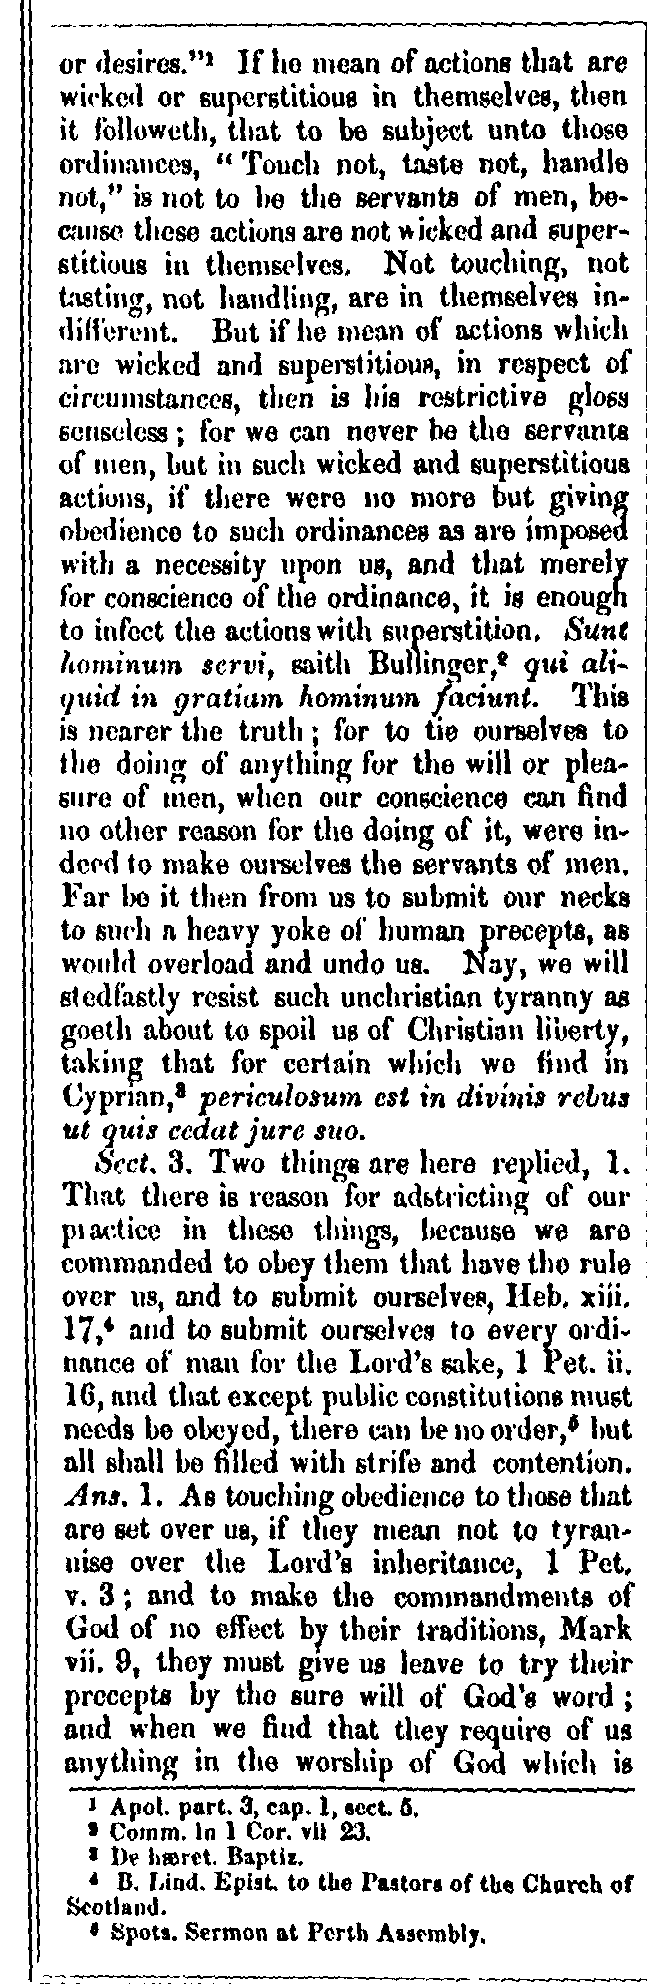 or desires."¹ If he mean of actions that are
wicked or superstitious in themselves, then
it followeth, that to be subject unto those
ordinances, "Touch not, taste not, handle
not," is not to be the servants of men, be-
cause these actions are not wicked and super-
stitious in themselves. Not touching, not
tasting, not handling, are in themselves in-
different. But if he mean of actions which
are wicked and superstitious, in respect of
circumstances, then is his restrictive gloss
senseless; for we can never be the servants
of men, but in such wicked and superstitious
actions, if there were no more but giving
obedience to such ordinances as are imposed
with a necessity upon us, and that merely
for conscience of the ordinance, it is enough
to infect the actions with superstition. Sunt
hominum servi, saith Bullinger,² qui ali-
quid in gratiam hominum faciunt. This
is nearer the truth; for to tie ourselves to
the doing of anything for the will or plea-
sure of men, when our conscience can find
no other reason for the doing of it, were in-
deed to make ourselves the servants of men.
Far be it then from us to submit our necks
to such a heavy yoke of human precepts, as
would overload and undo us. Nay, we will
stedfastly resist such unchristian tyranny as
goeth about to spoil us of Christian liberty,
taking that for certain which we find in
Cyprian,³ periculosum est in divinis rebus
ut quis cedat jure suo.
Sect. 3. Two things are here replied, 1.
That there is reason for adstricting of our
practice in these things, because we are
commanded to obey them that have the rule
over us, and to submit ourselves, Heb. xiii.
17,⁴ and to submit ourselves to every ordi-
nance of man for the Lord's sake, 1 Pet. ii.
16, and that except public constitutions must
needs be obeyed, there can be no order,⁵ but
all shall be filled with strife and contention.
Ans. 1. As touching obedience to those that
are set over us, if they mean not to tyran-
nise over the Lord's inheritance, 1 Pet.
v. 3; and to make the commandments of
God of no effect by their traditions, Mark
vii. 9, they must give us leave to try their
precepts by the sure will of God's word;
and when we find that they require of us
anything in the worship of God which is
¹ Apol. part. 3, cap. 1, sect. 5.
² Comm. in 1 Cor. vii 23.
³ De hæret. Baptiz.
⁴ B. Lind. Epist. to the Pastors of the Church of
Scotland.
⁵ Spots. Sermon at Perth Assembly.